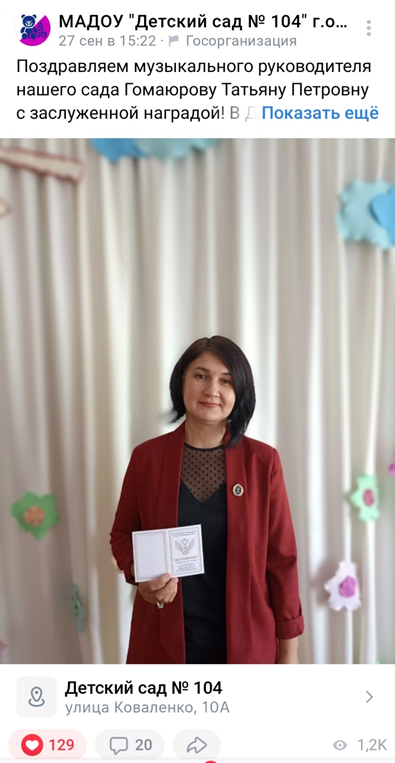 МАДОУ "Детский сад № 104" г.о...
27 сен в 15:22 · Госорганизация
Поздравляем музыкального руководителя
нашего сада Гомаюрову Татьяну Петровну
с заслуженной наградой! В Д Показать ещё
Детский сад № 104
улица Коваленко, 10А
129
20
1,2K